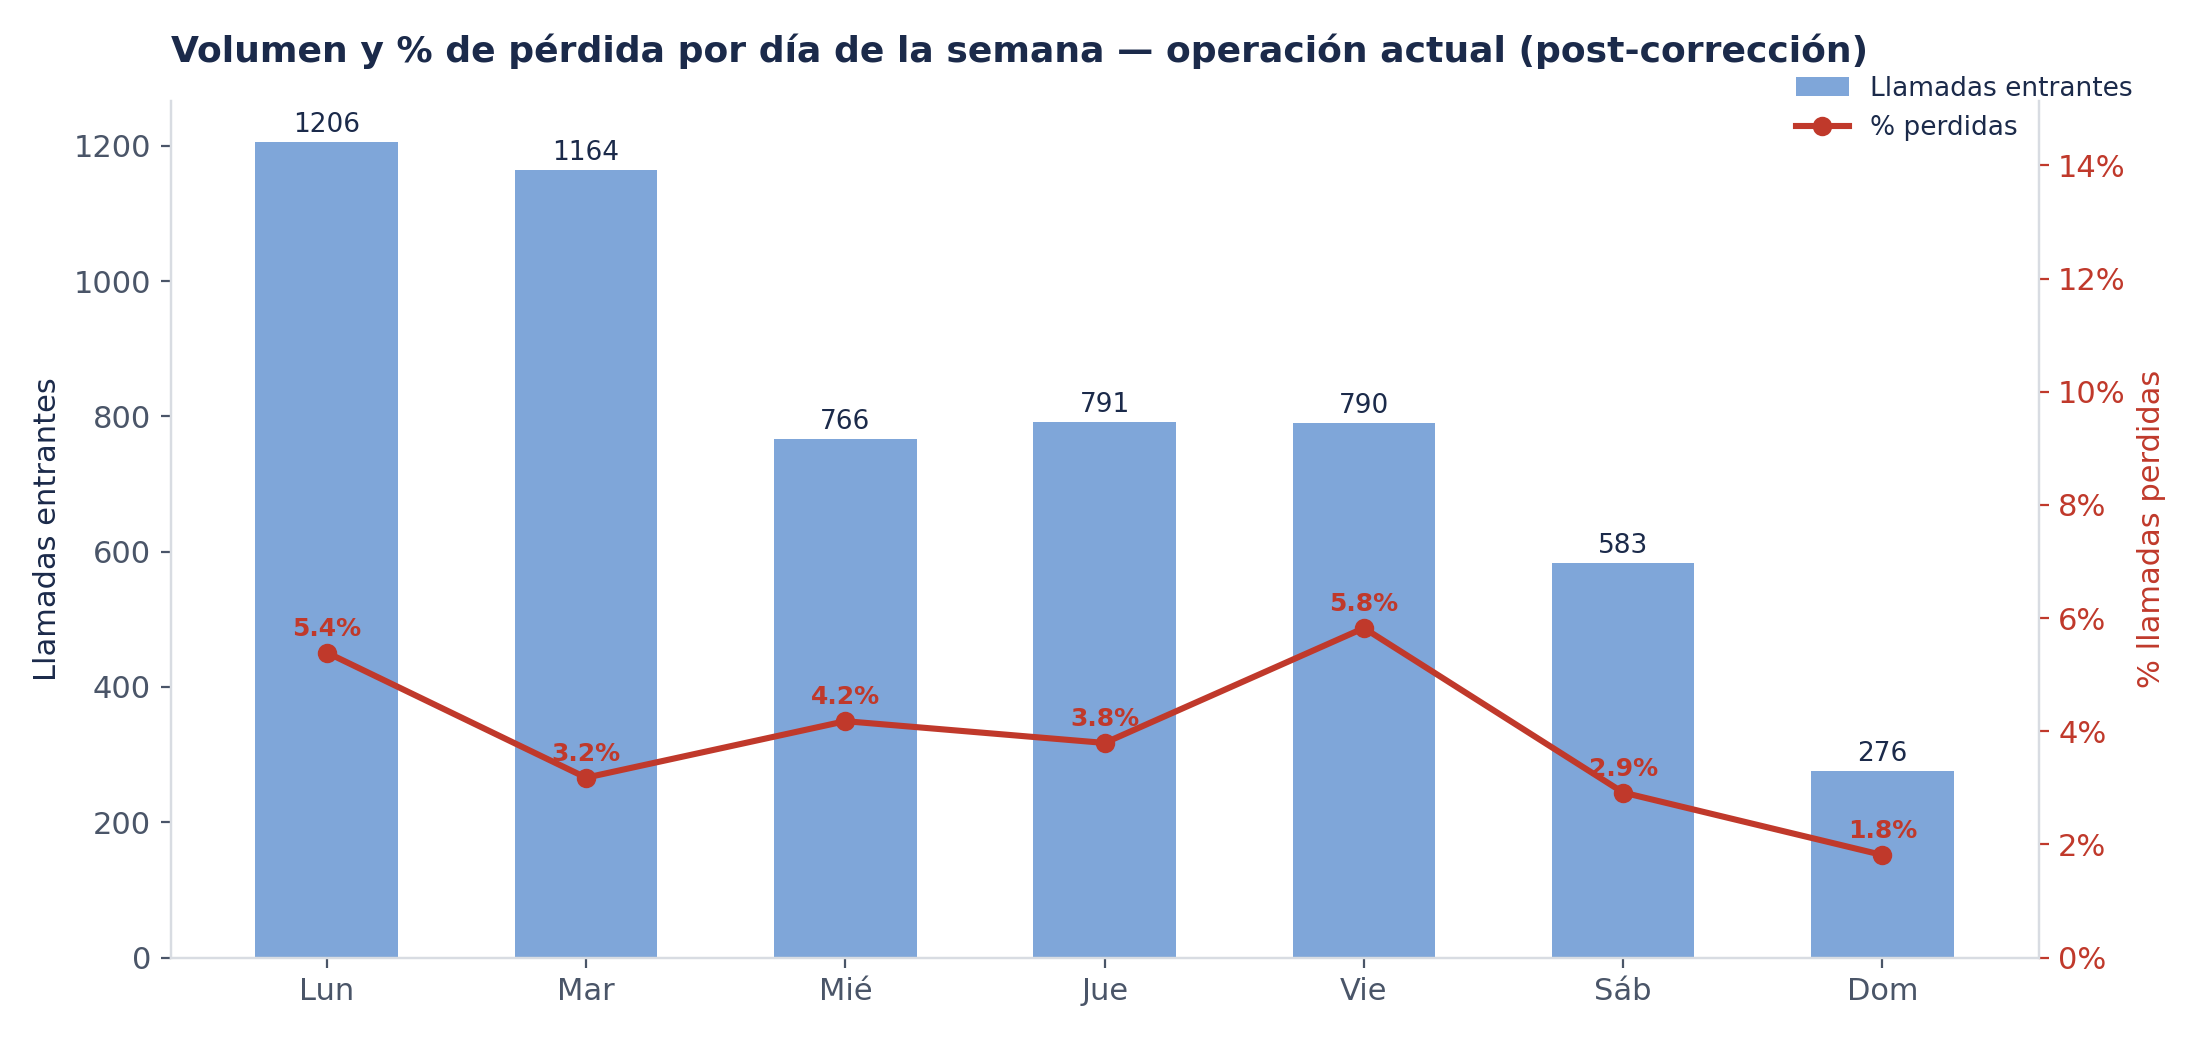 Volumen y % de pérdida por día de la semana — operación actual (post-corrección)
Llamadas entrantes
% perdidas
Llamadas entrantes
1200
1000
800
600
400
200
0
1206
1164
766
791
790
583
276
5.4%
3.2%
4.2%
3.8%
5.8%
2.9%
1.8%
14%
12%
10%
8%
6%
4%
2%
0%
% llamadas perdidas
Lun
Mar
Mié
Jue
Vie
Sáb
Dom